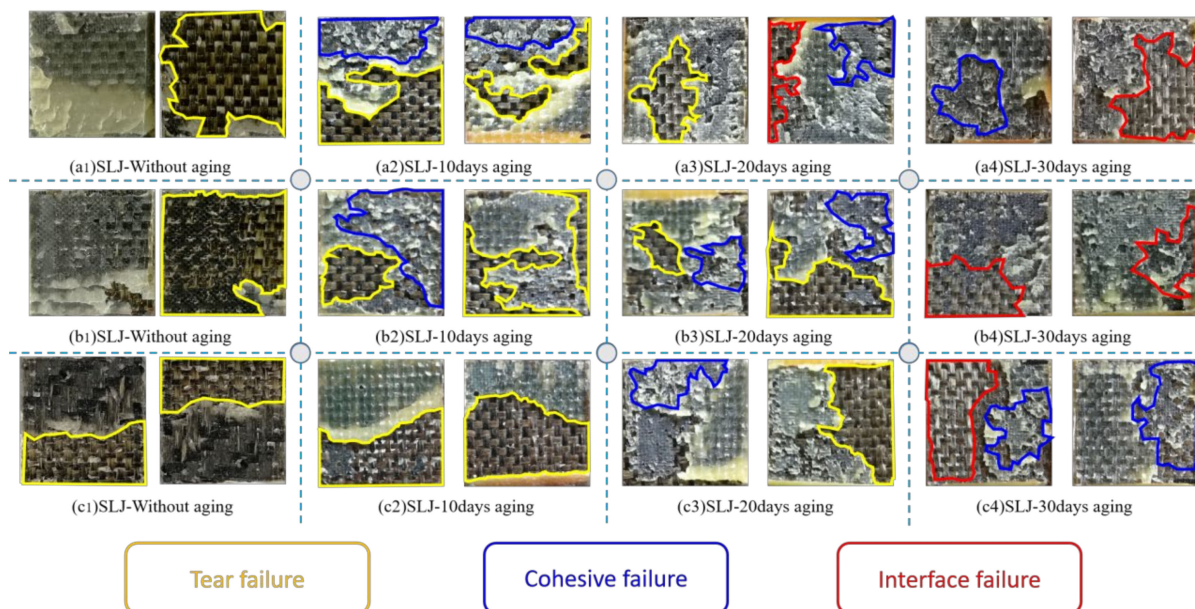 (a1)SLJ-Without aging
(a2)SLJ-10days aging
(a3)SLJ-20days aging
(a4)SLJ-30days aging
(b1)SLJ-Without aging
(b2)SLJ-10days aging
(b3)SLJ-20days aging
(b4)SLJ-30days aging
(c1)SLJ-Without aging
(c2)SLJ-10days aging
(c3)SLJ-20days aging
(c4)SLJ-30days aging
Tear failure
Cohesive failure
Interface failure